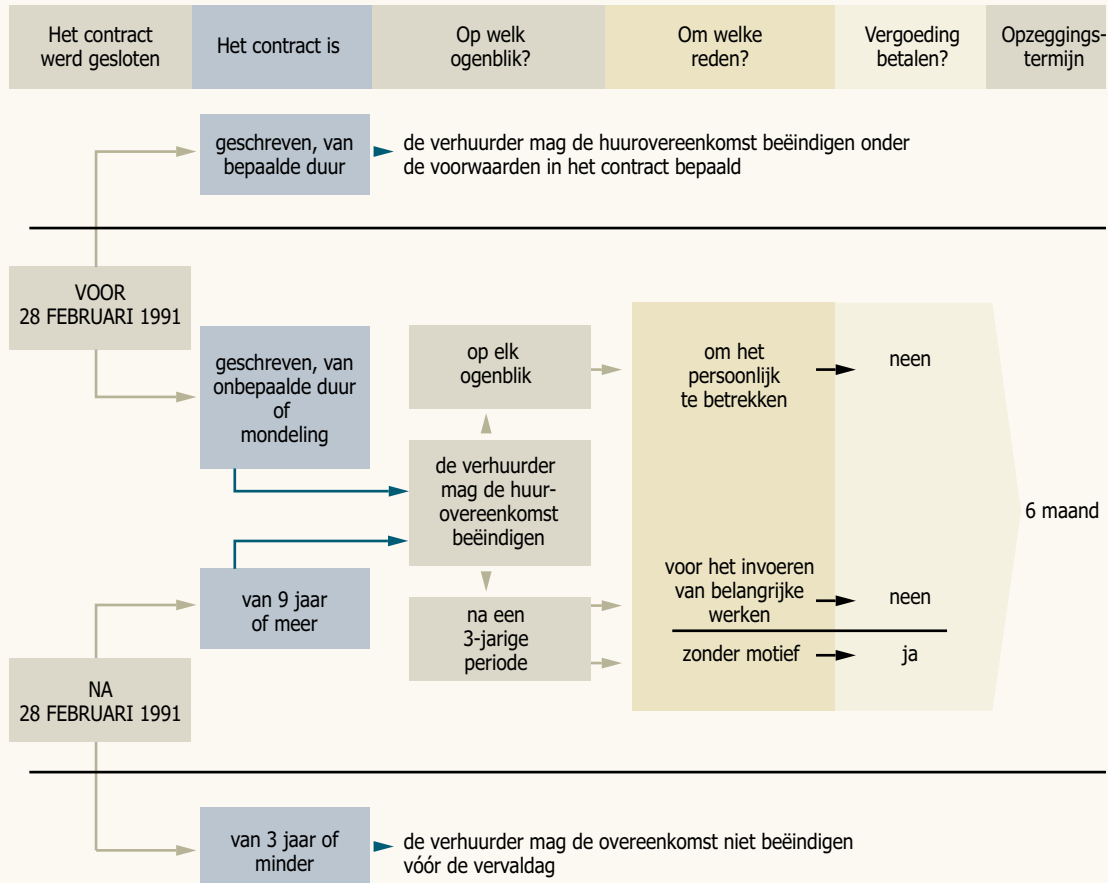 Het contract
werd gesloten
Het contract is
Op welk
ogenblik?
Om welke
reden?
Vergoeding
betalen?
Opzeggings-
termijn
geschreven, van
bepaalde duur
de verhuurder mag de huurovereenkomst beëindigen onder
de voorwaarden in het contract bepaald
VOOR
28 FEBRUARI 1991
geschreven, van
onbepaalde duur
of
mondeling
op elk
ogenblik
om het
persoonlijk
te betrekken
neen
de verhuurder
mag de huur-
overeenkomst
beëindigen
6 maand
van 9 jaar
of meer
na een
3-jarige
periode
voor het invoeren
van belangrijke
werken
neen
zonder motief
ja
NA
28 FEBRUARI 1991
van 3 jaar of
minder
de verhuurder mag de overeenkomst niet beëindigen
vóór de vervaldag